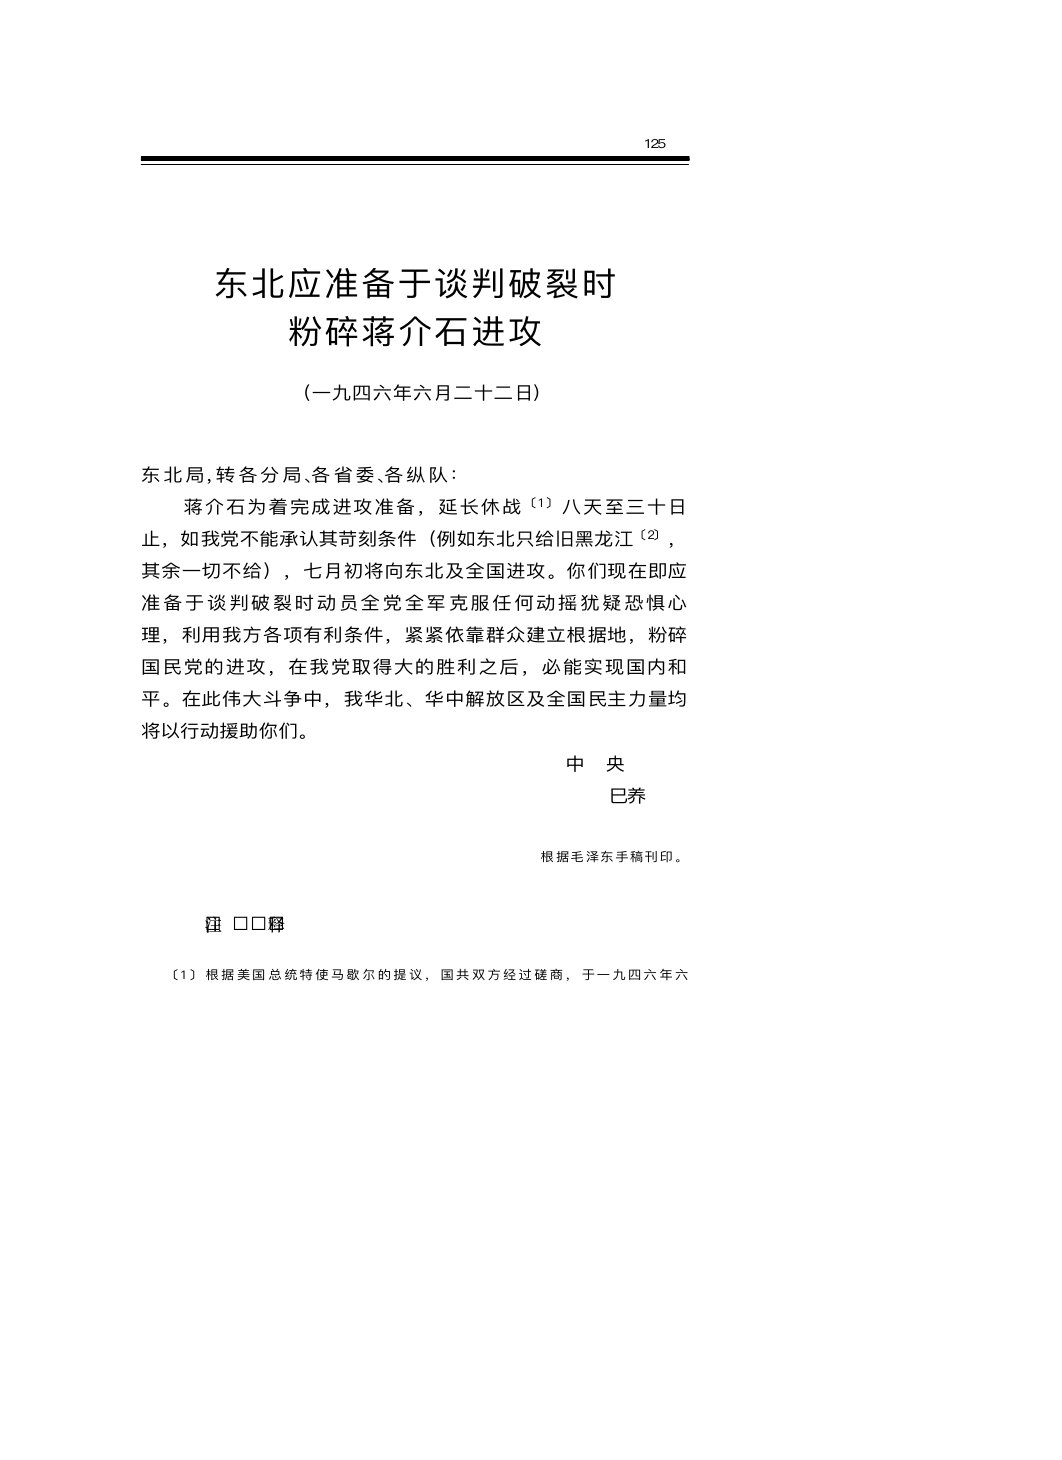 125
东北应准备于谈判破裂时
粉碎蒋介石进攻
（一九四六年六月二十二日）
东北局,转各分局、各省委、各纵队：
蒋介石为着完成进攻准备，延长休战〔1〕八天至三十日
止，如我党不能承认其苛刻条件（例如东北只给旧黑龙江〔2〕，
其余一切不给），七月初将向东北及全国进攻。你们现在即应
准备于谈判破裂时动员全党全军克服任何动摇犹疑恐惧心
理，利用我方各项有利条件，紧紧依靠群众建立根据地，粉碎
国民党的进攻，在我党取得大的胜利之后，必能实现国内和
平。在此伟大斗争中，我华北、华中解放区及全国民主力量均
将以行动援助你们。
中　央
巳养
根据毛泽东手稿刊印。
注 □□释
〔1〕根据美国总统特使马歇尔的提议，国共双方经过磋商，于一九四六年六